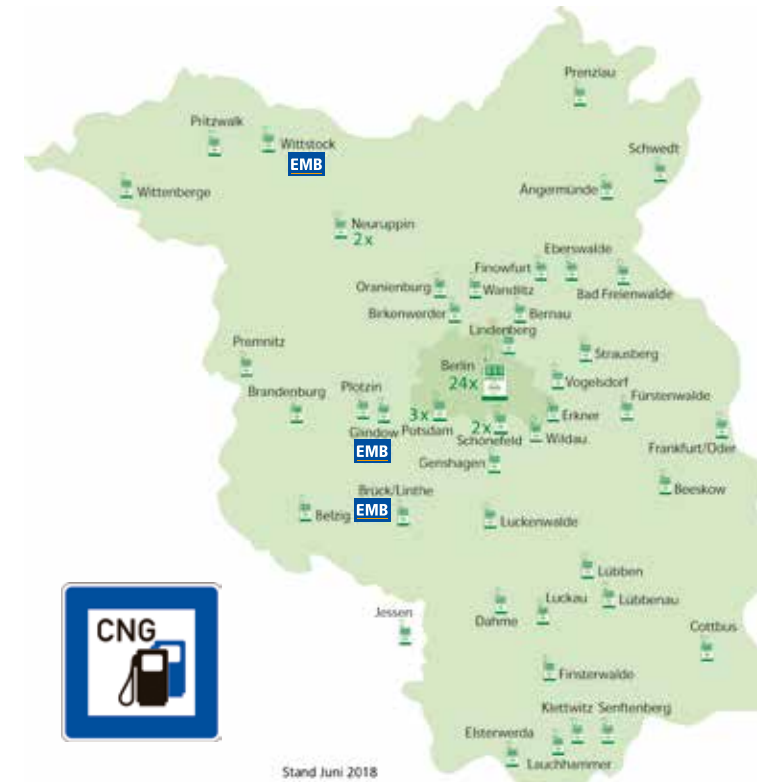 Prenzlau
Pritzwalk
Wittstock
EMB
Schwedt
Wittenberge
Angermünde
Neuruppin
2x
Eberswalde
Finowfurt
Oranienburg
Wandlitz
Bad Freienwalde
Birkenwerder
Bernau
Lindenberg
Premnitz
Strausberg
Berlin
24x
Vogelsdorf
Brandenburg
Plötzin
Fürstenwalde
3x
Potsdam
Erkner
2x
Glindow
EMB
Schönefeld
Wildau
Frankfurt/Oder
Genshagen
Brück/Linthe
Beeskow
Belzig
EMB
Luckenwalde
Lübben
Luckau
Lübbenau
Jessen
Dahme
Cottbus
CNG
Finsterwalde
Klettwitz
Senftenberg
Elsterwerda
Lauchhammer
Stand Juni 2018